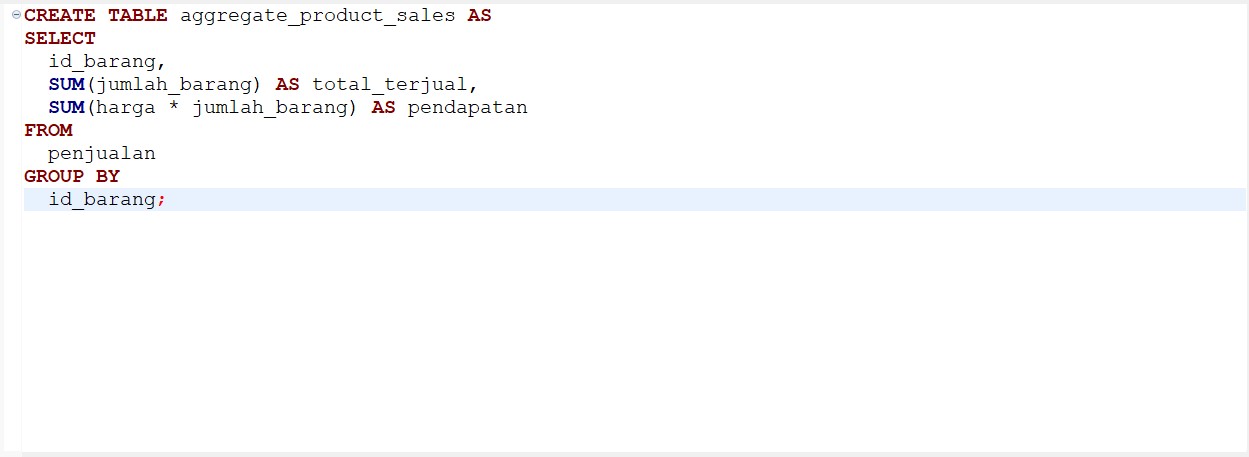 CREATE TABLE aggregate_product_sales AS
SELECT
  id_barang,
  SUM(jumlah_barang) AS total_terjual,
  SUM(harga * jumlah_barang) AS pendapatan
FROM
  penjualan
GROUP BY
  id_barang;